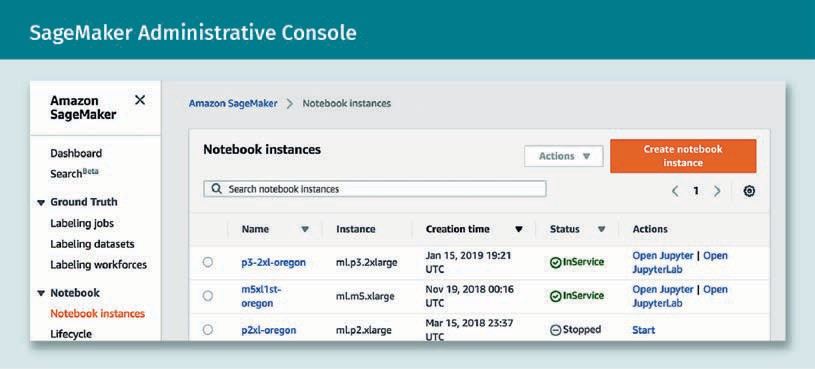 SageMaker Administrative Console
Amazon
SageMaker
Dashboard
Search Beta
Ground Truth
Labeling jobs
Labeling datasets
Labeling workforces
Notebook
Notebook instances
Lifecycle
Amazon SageMaker > Notebook instances
Notebook instances
Actions
Create notebook
instance
Search notebook instances
< 1 >
Name Instance Creation time Status Actions
p3-2xl-oregon ml.p3.2xlarge Jan 15, 2019 19:21 InService Open Jupyter | Open
UTC JupyterLab
m5xl1st- ml.m5.xlarge Nov 19, 2018 00:16 InService Open Jupyter | Open
oregon UTC JupyterLab
p2xl-oregon ml.p2.xlarge Mar 15, 2018 23:37 Stopped Start
UTC